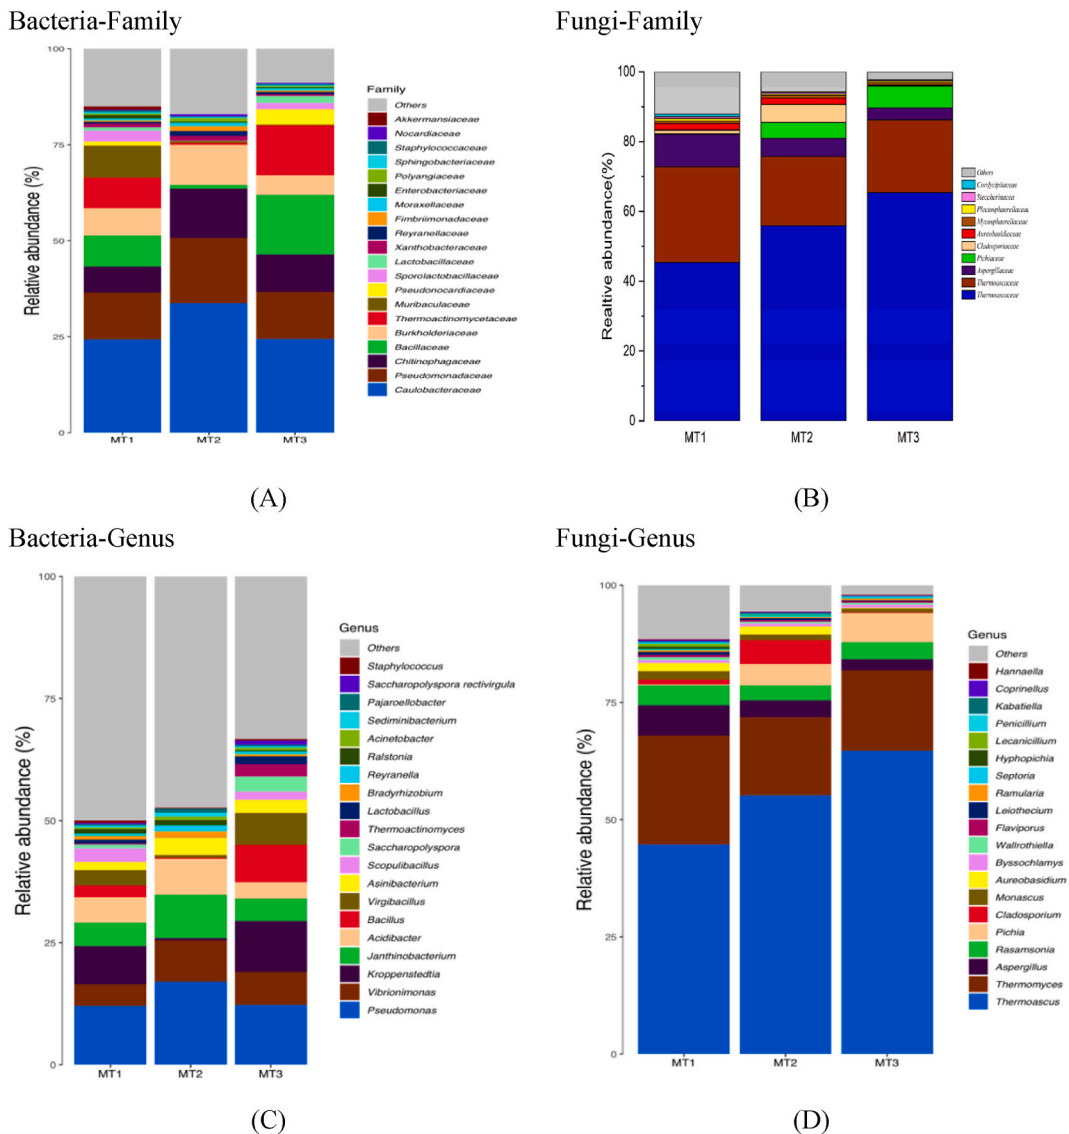 Bacteria-Family
Fungi-Family
Relative abundance (%)
100
75
50
25
0
MT1
MT2
MT3
Family
Others
Akkermansiaceae
Nocardiaceae
Staphylococcaceae
Sphingobacteriaceae
Polyangiaceae
Enterobacteriaceae
Moraxellaceae
Fimbriimonadaceae
Reyranellaceae
Xanthobacteraceae
Lactobacillaceae
Sporolactobacillaceae
Pseudonocardiaceae
Muribaculaceae
Thermoactinomycetaceae
Burkholderiaceae
Bacillaceae
Chitinophagaceae
Pseudomonadaceae
Caulobacteraceae
Realtive abundance(%)
100
80
60
40
20
0
MT1
MT2
MT3
Others
Cordycipitaceae
Saccherinacea
Plecosphaerellaceae
Mycosphaerellaceae
Aureobasidiaceae
Cladosporiaceae
Pichiaceae
Aspergillaceae
Thermoascaceae
Thermoascaceae
(A)
(B)
Bacteria-Genus
Fungi-Genus
Relative abundance (%)
100
75
50
25
0
MT1
MT2
MT3
Genus
Others
Staphylococcus
Saccharopolyspora rectivirgula
Pajaroellobacter
Sediminibacterium
Acinetobacter
Ralstonia
Reyranella
Bradyrhizobium
Lactobacillus
Thermoactinomyces
Saccharopolyspora
Scopulibacillus
Asinibacterium
Virgibacillus
Bacillus
Acidibacter
Janthinobacterium
Kroppenstedtia
Vibrionimonas
Pseudomonas
Relative abundance (%)
100
75
50
25
0
MT1
MT2
MT3
Genus
Others
Hannaella
Coprinellus
Kabatiella
Penicillium
Lecanicillium
Hyphopichia
Septoria
Ramularia
Leiothecium
Flaviporus
Wallrothiella
Byssochlamys
Aureobasidium
Monascus
Cladosporium
Pichia
Rasamsonia
Aspergillus
Thermomyces
Thermoascus
(C)
(D)